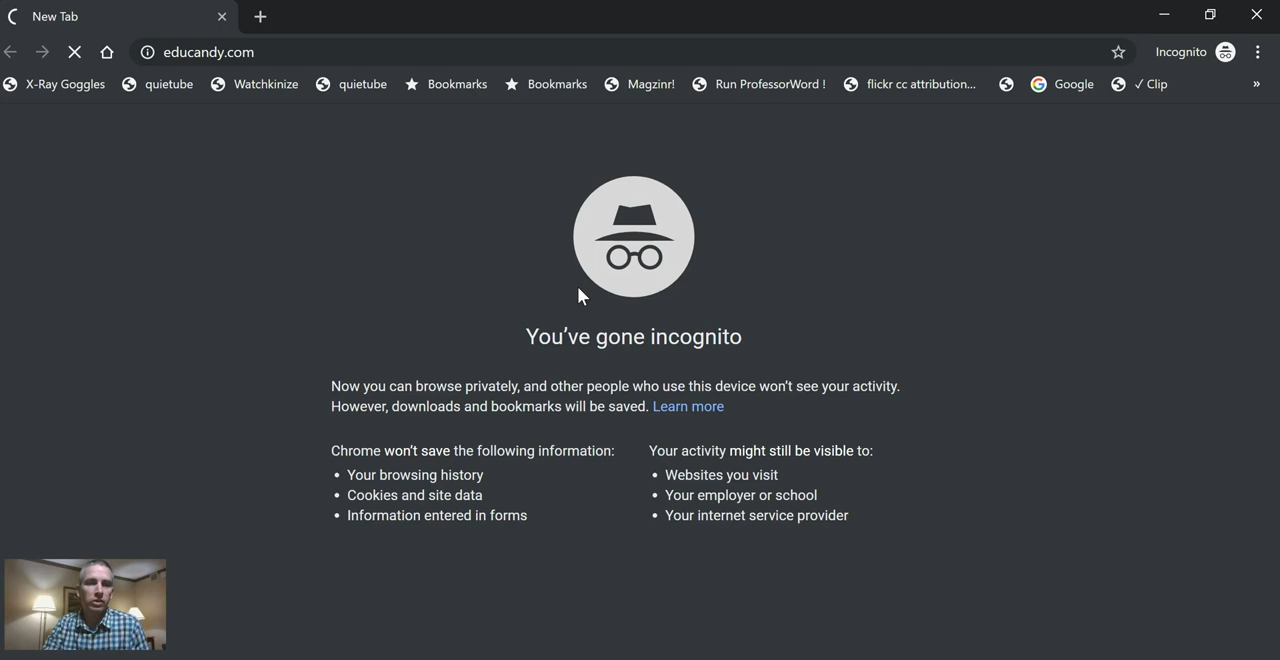 New Tab
educandy.com
Incognito
X-Ray Goggles quietube Watchkinize quietube Bookmarks Bookmarks Magzinr! Run ProfessorWord ! flickr cc attribution... Google ✓ Clip »
You've gone incognito
Now you can browse privately, and other people who use this device won't see your activity.
However, downloads and bookmarks will be saved. Learn more
Chrome won't save the following information:
• Your browsing history
• Cookies and site data
• Information entered in forms
Your activity might still be visible to:
• Websites you visit
• Your employer or school
• Your internet service provider